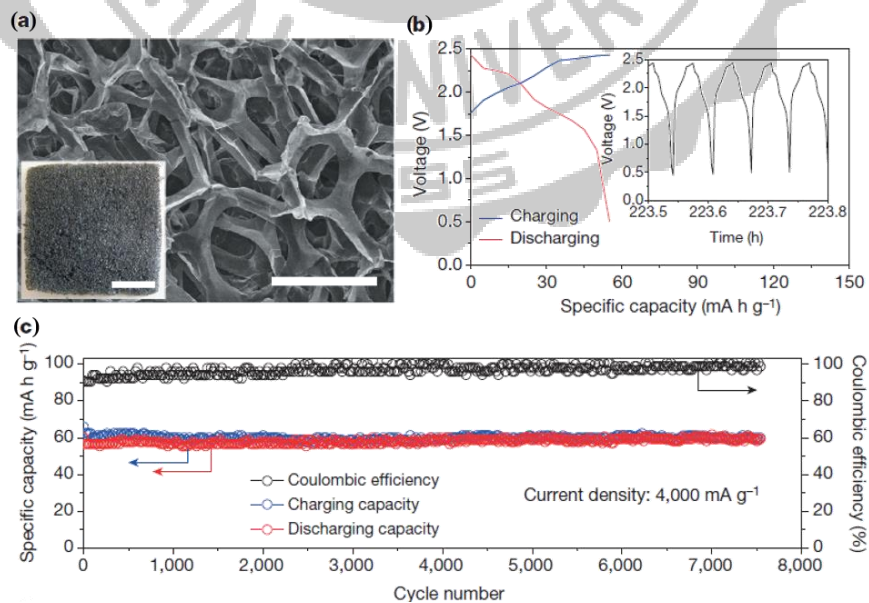 (a)
(b)
2.5
2.0
1.5
1.0
0.5
0.0
Voltage (V)
0
30
60
90
120
150
Specific capacity (mA h g⁻¹)
Charging
Discharging
2.5
2.0
1.5
1.0
0.5
0.0
Voltage (V)
223.5
223.6
223.7
223.8
Time (h)
(c)
100
80
60
40
20
0
Specific capacity (mA h g⁻¹)
100
80
60
40
20
0
Coulombic efficiency (%)
Coulombic efficiency
Charging capacity
Discharging capacity
Current density: 4,000 mA g⁻¹
0
1,000
2,000
3,000
4,000
5,000
6,000
7,000
8,000
Cycle number